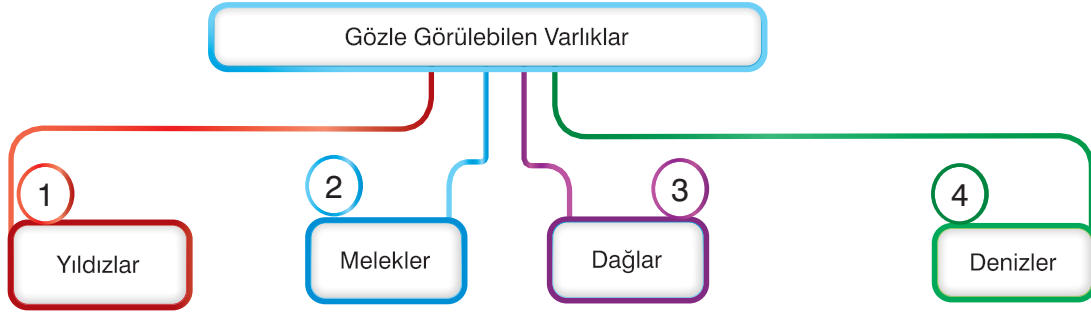 Gözle Görülebilen Varlıklar
1
2
3
4
Yıldızlar
Melekler
Dağlar
Denizler